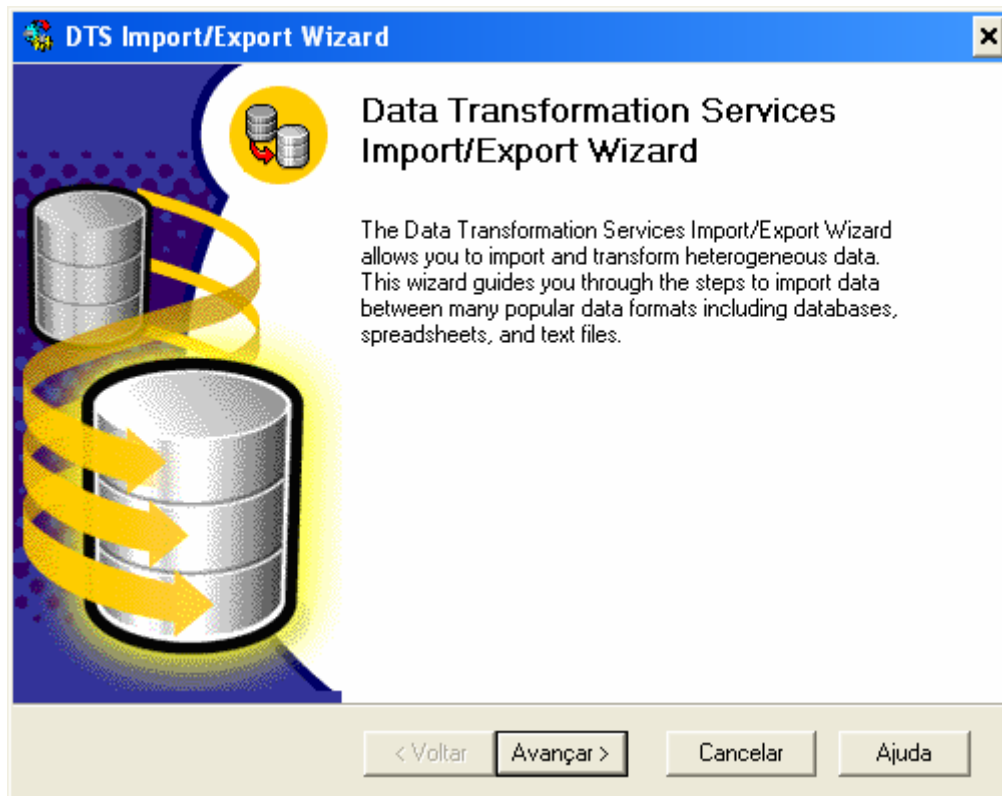 DTS Import/Export Wizard
Data Transformation Services
Import/Export Wizard
The Data Transformation Services Import/Export Wizard
allows you to import and transform heterogeneous data.
This wizard guides you through the steps to import data
between many popular data formats including databases,
spreadsheets, and text files.
< Voltar Avançar > Cancelar Ajuda